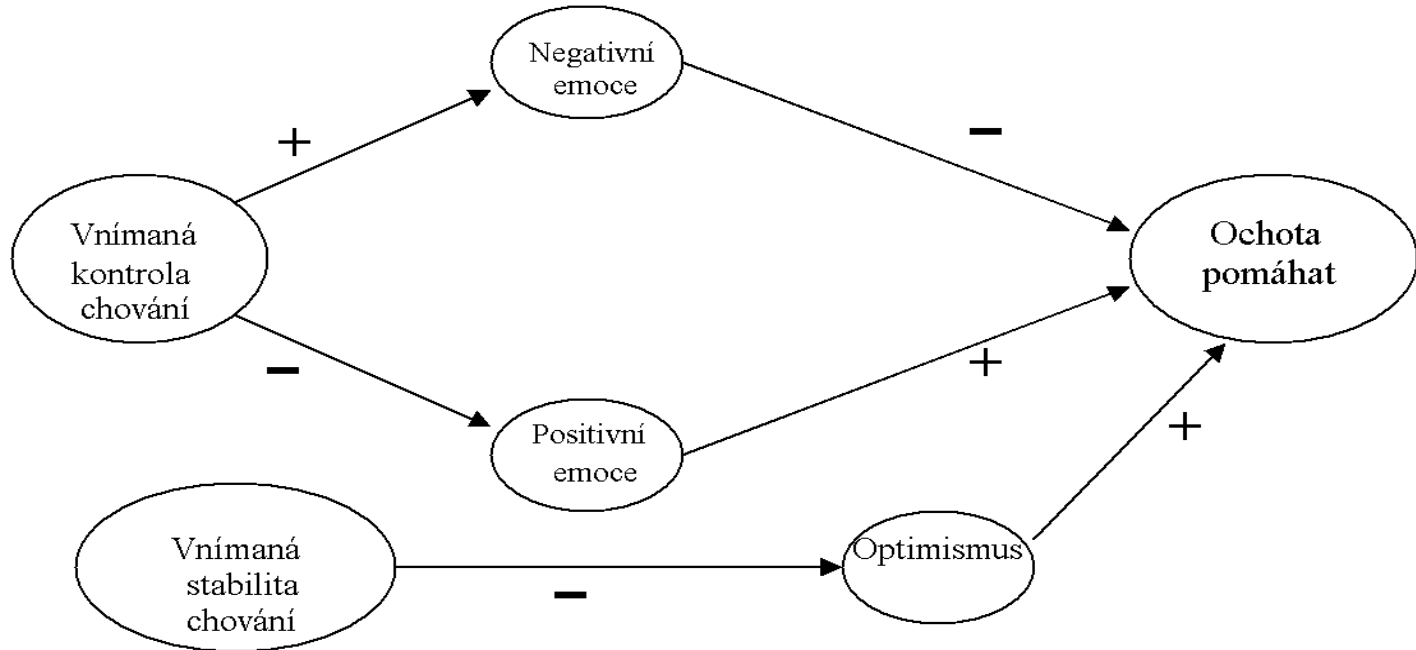 Negativní
emoce
+
−
Vnímaná
kontrola
chování
Ochota
pomáhat
−
+
Positivní
emoce
+
Vnímaná
stabilita
chování
Optimismus
−